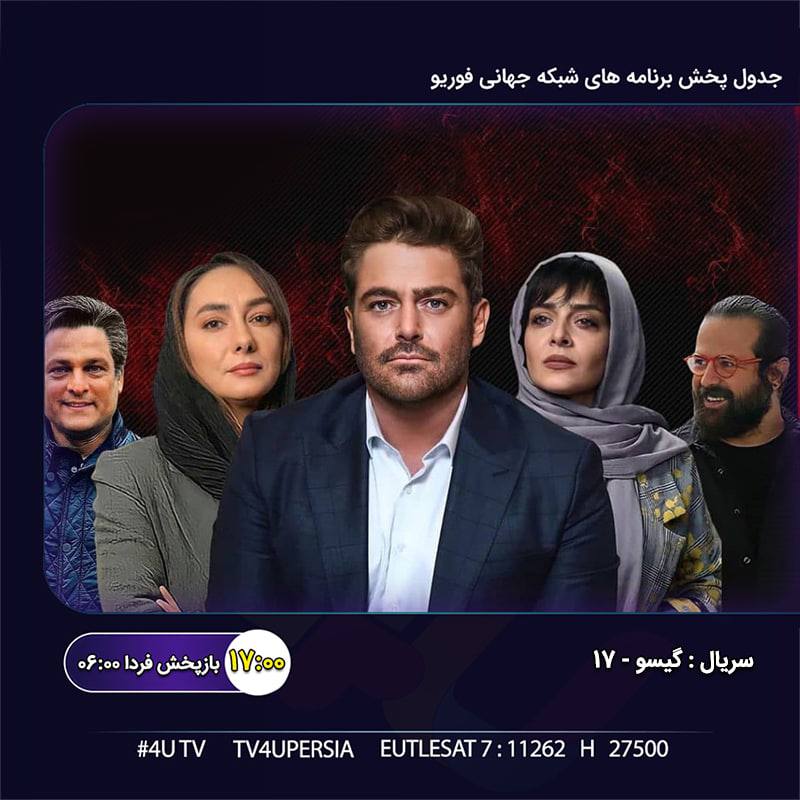 جدول پخش برنامه های شبکه جهانی فوریو
سریال : گیسو - ۱۷
۱۷:۰۰ بازپخش فردا ۰۶:۰۰
#4U TV TV4UPERSIA EUTLESAT 7 : 11262 H 27500